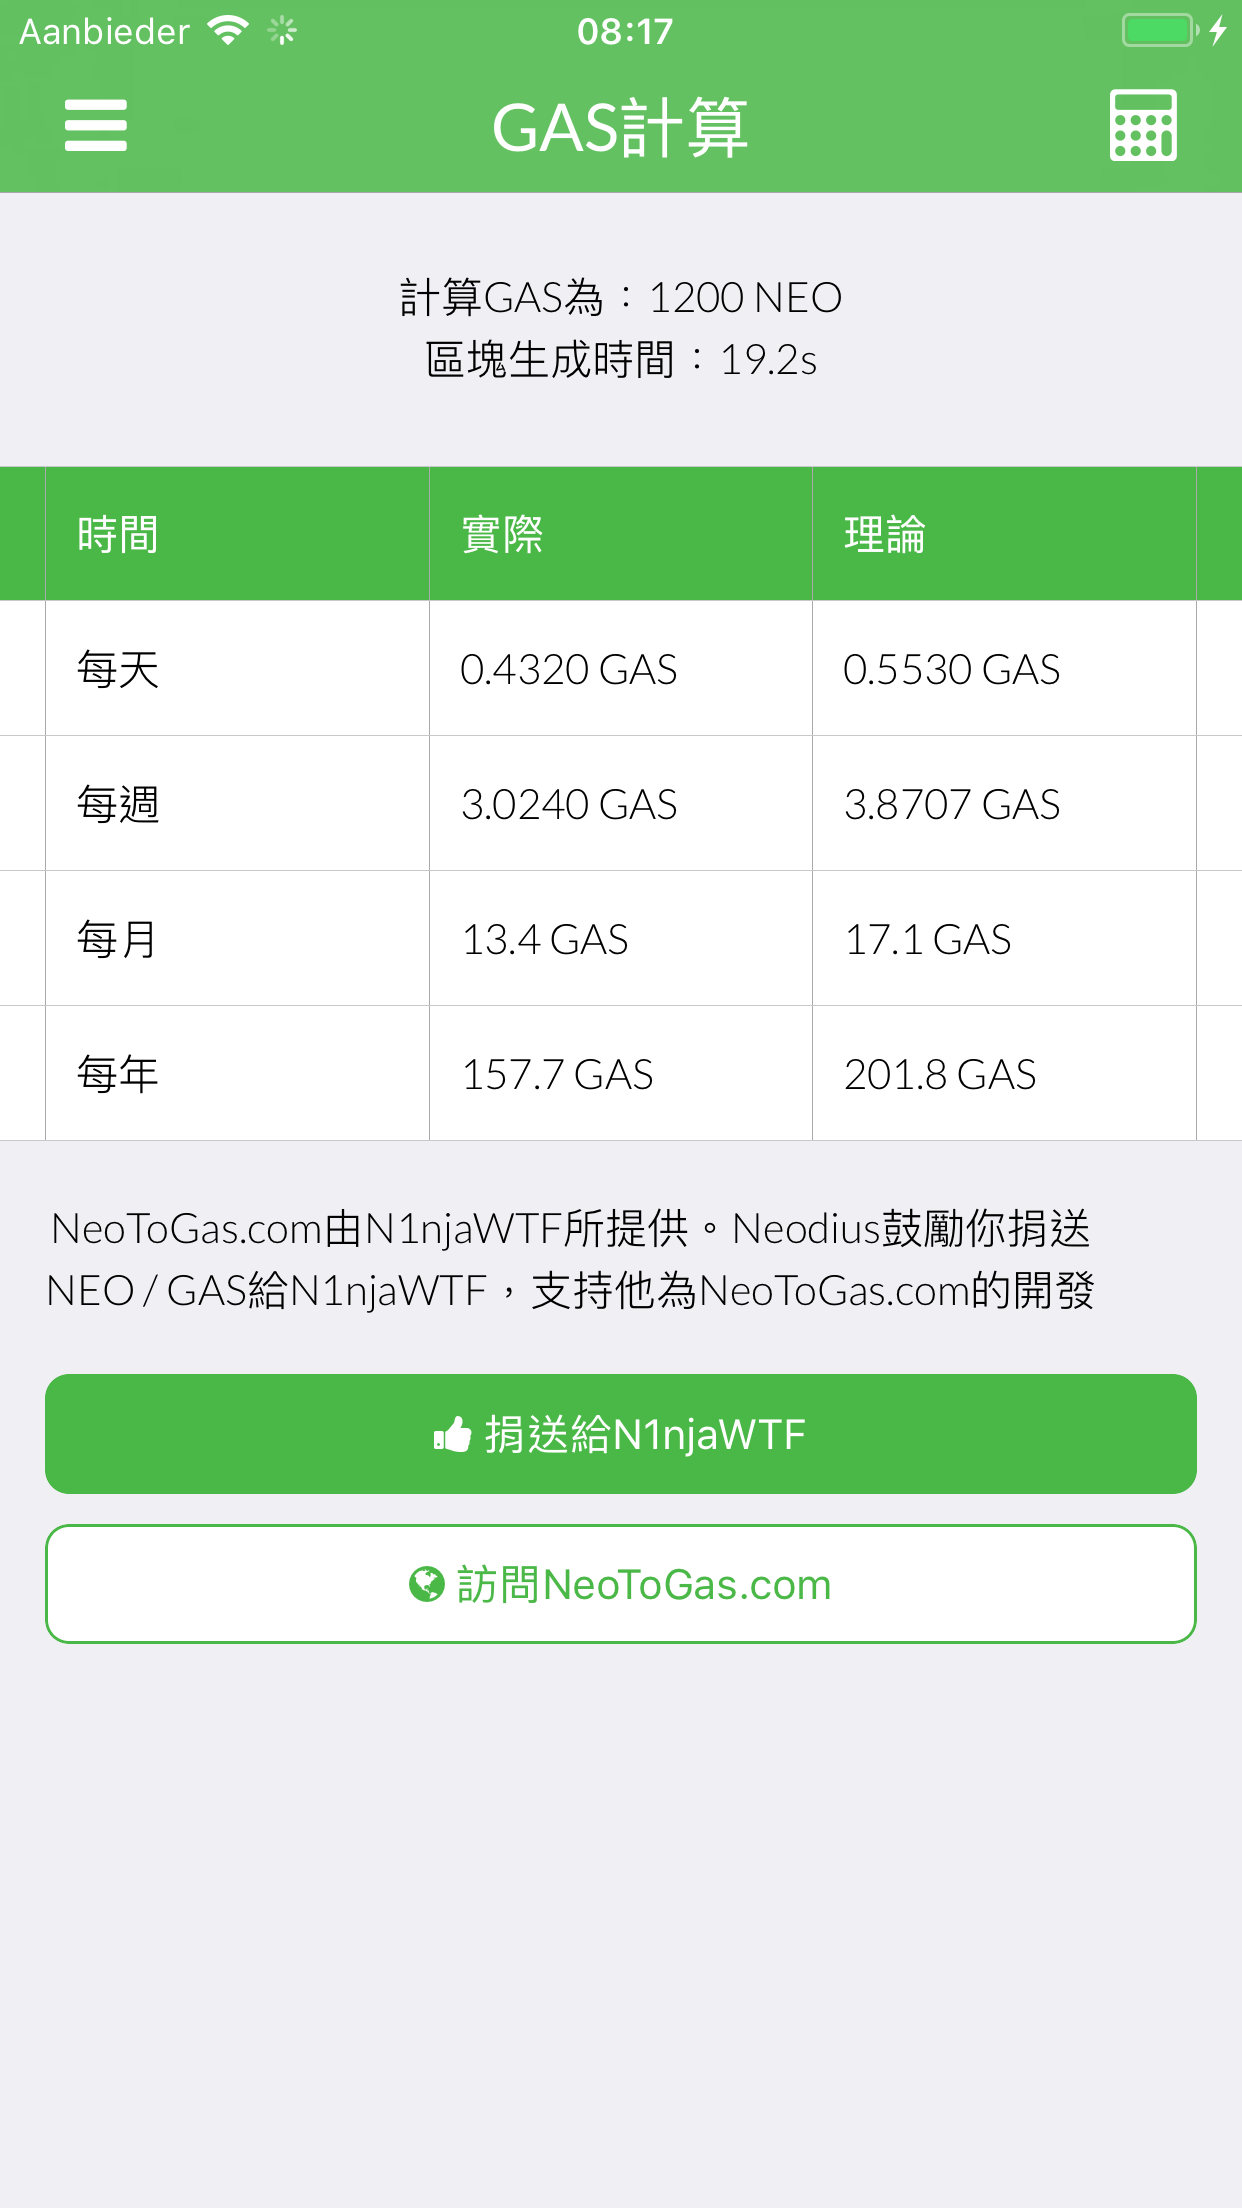 Aanbieder 08:17
GAS計算
計算GAS為：1200 NEO
區塊生成時間：19.2s
時間 實際 理論
每天 0.4320 GAS 0.5530 GAS
每週 3.0240 GAS 3.8707 GAS
每月 13.4 GAS 17.1 GAS
每年 157.7 GAS 201.8 GAS
NeoToGas.com由N1njaWTF所提供。Neodius鼓勵你捐送
NEO / GAS給N1njaWTF，支持他為NeoToGas.com的開發
捐送給N1njaWTF
訪問NeoToGas.com